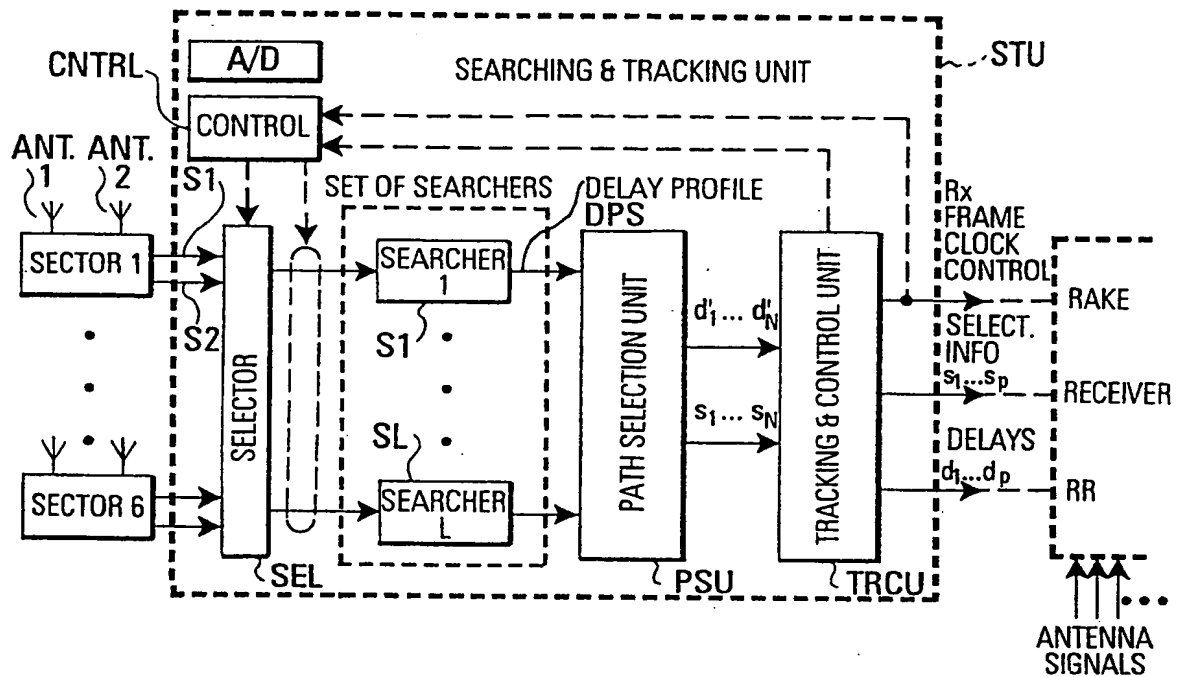 A/D
SEARCHING & TRACKING UNIT
STU
CNTRL
CONTROL
ANT.
1
ANT.
2
S1
S2
SECTOR 1
SECTOR 6
SELECTOR
SEL
SET OF SEARCHERS
SEARCHER
1
S1
SL
SEARCHER
L
DELAY PROFILE
DPS
PATH SELECTION UNIT
PSU
d'1 ... d'N
s1 ... sN
TRACKING & CONTROL UNIT
TRCU
Rx
FRAME
CLOCK
CONTROL
SELECT.
INFO
s1...sp
DELAYS
d1...dp
RAKE
RECEIVER
RR
ANTENNA
SIGNALS